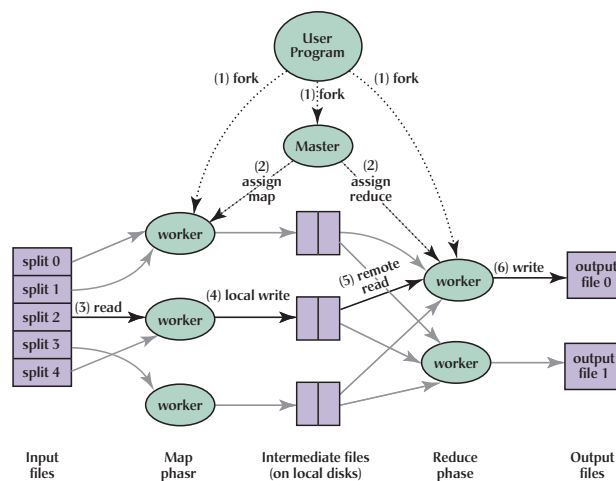 User
Program
(1) fork
(1) fork
(1) fork
Master
(2)
assign
map
(2)
assign
reduce
worker
split 0
split 1
split 2
split 3
split 4
(3) read
worker
(4) local write
(5) remote
read
worker
(6) write
output
file 0
worker
output
file 1
worker
Input
files
Map
phasr
Intermediate files
(on local disks)
Reduce
phase
Output
files